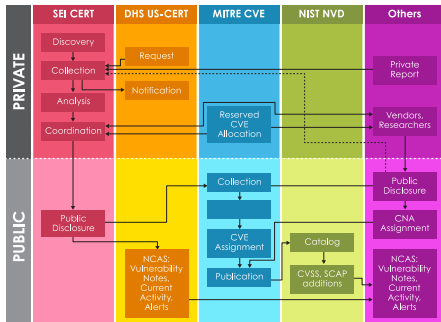 SEI CERT
DHS US-CERT
MITRE CVE
NIST NVD
Others
PRIVATE
Discovery
Collection
Analysis
Coordination
Request
Notification
Reserved
CVE
Allocation
Private
Report
Vendors,
Researchers
PUBLIC
Public
Disclosure
NCAS:
Vulnerability
Notes,
Current
Activity,
Alerts
Collection
CVE
Assignment
Publication
Catalog
CVSS, SCAP
additions
Public
Disclosure
CNA
Assignment
NCAS:
Vulnerability
Notes,
Current
Activity,
Alerts